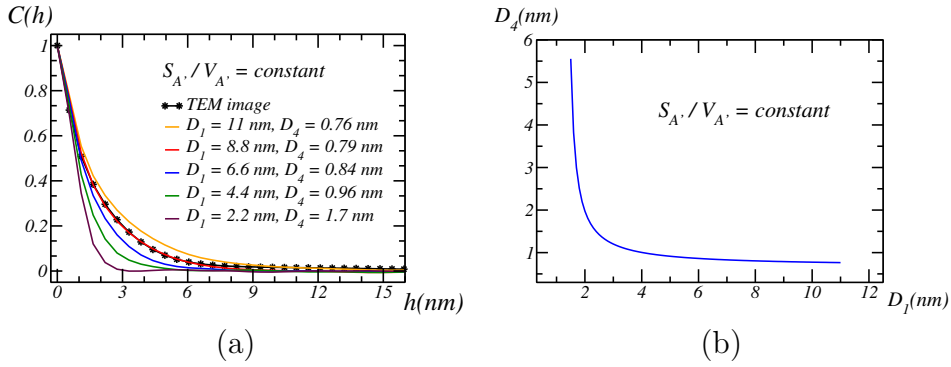 C(h)
1
0.8
0.6
0.4
0.2
0
0 3 6 9 12 15
h(nm)
S_A' / V_A' = constant
TEM image
D_1 = 11 nm, D_4 = 0.76 nm
D_1 = 8.8 nm, D_4 = 0.79 nm
D_1 = 6.6 nm, D_4 = 0.84 nm
D_1 = 4.4 nm, D_4 = 0.96 nm
D_1 = 2.2 nm, D_4 = 1.7 nm
(a)
D_4(nm)
6
5
4
3
2
1
2 4 6 8 10 12
D_1(nm)
S_A' / V_A' = constant
(b)